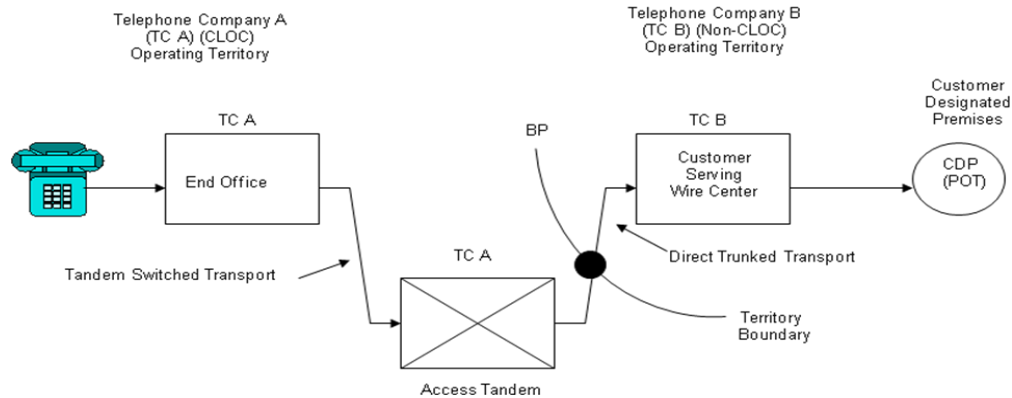 Telephone Company A
(TC A) (CLOC)
Operating Territory
Telephone Company B
(TC B) (Non-CLOC)
Operating Territory
Customer
Designated
Premises
TC A
BP
TC B
End Office
Customer
Serving
Wire Center
CDP
(POT)
Tandem Switched Transport
TC A
Direct Trunked Transport
Territory
Boundary
Access Tandem